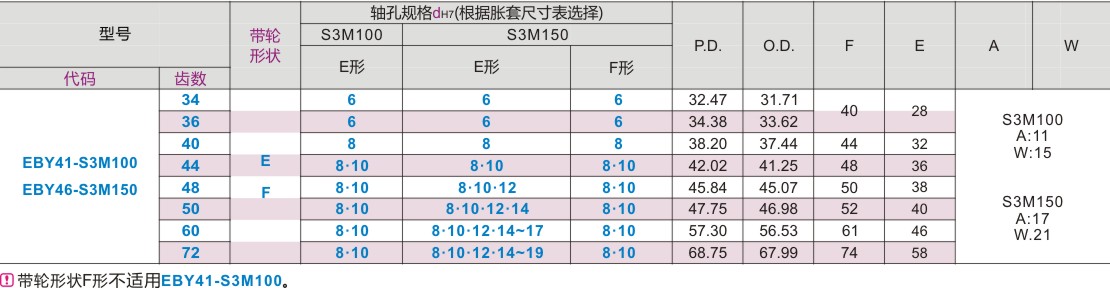 型号 带轮形状 轴孔规格dH7(根据胀套尺寸表选择) P.D. O.D. F E A W
S3M100 S3M150
E形 E形 F形
代码 齿数
34 6 6 6 32.47 31.71 40 28
36 6 6 6 34.38 33.62
40 8 8 8 38.20 37.44 44 32
44 8·10 8·10 8·10 42.02 41.25 48 36
48 8·10 8·10·12 8·10 45.84 45.07 50 38
50 8·10 8·10·12·14 8·10 47.75 46.98 52 40
60 8·10 8·10·12·14~17 8·10 57.30 56.53 61 46
72 8·10 8·10·12·14~19 8·10 68.75 67.99 74 58
EBY41-S3M100
EBY46-S3M150
E
F
S3M100
A:11
W:15
S3M150
A:17
W.21
! 带轮形状F形不适用EBY41-S3M100。